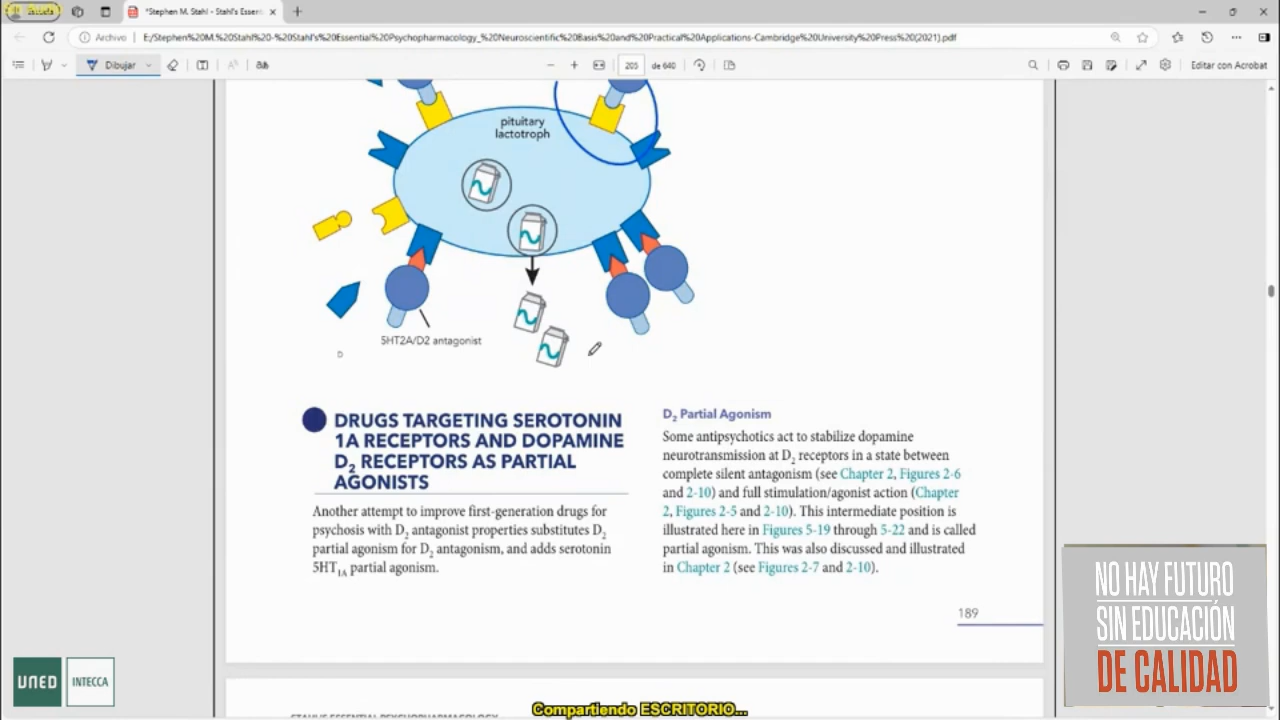 Escucha
*Stephen M. Stahl - Stahl's Essen
Archivo
E:/Stephen%20M.%20Stahl%20-%20Stahl's%20Essential%20Psychopharmacology_%20Neuroscientific%20Basis%20and%20Practical%20Applications-Cambridge%20University%20Press%20(2021).pdf
Dibujar
205 de 640
Editar con Acrobat
pituitary
lactotroph
5HT2A/D2 antagonist
D
DRUGS TARGETING SEROTONIN
1A RECEPTORS AND DOPAMINE
D2 RECEPTORS AS PARTIAL
AGONISTS
Another attempt to improve first-generation drugs for
psychosis with D2 antagonist properties substitutes D2
partial agonism for D2 antagonism, and adds serotonin
5HT1A partial agonism.
D2 Partial Agonism
Some antipsychotics act to stabilize dopamine
neurotransmission at D2 receptors in a state between
complete silent antagonism (see Chapter 2, Figures 2-6
and 2-10) and full stimulation/agonist action (Chapter
2, Figures 2-5 and 2-10). This intermediate position is
illustrated here in Figures 5-19 through 5-22 and is called
partial agonism. This was also discussed and illustrated
in Chapter 2 (see Figures 2-7 and 2-10).
189
STAHL'S ESSENTIAL PSYCHOPHARMACOLOGY
NO HAY FUTURO
SIN EDUCACIÓN
DE CALIDAD
UNED
INTECCA
Compartiendo ESCRITORIO...